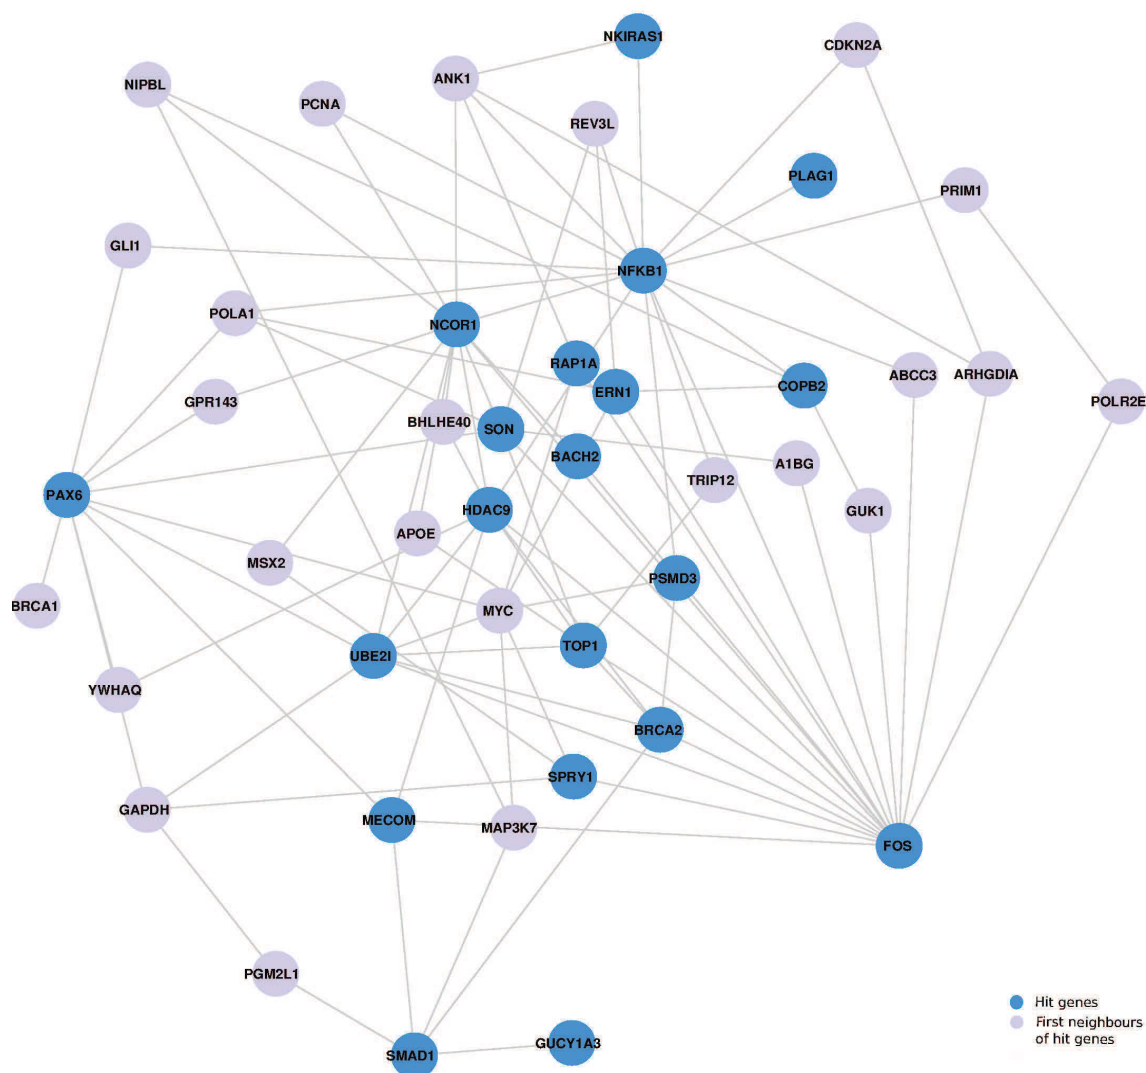 NKIRAS1
CDKN2A
NIPBL
ANK1
PCNA
REV3L
PLAG1
PRIM1
GLI1
NFKB1
POLA1
NCOR1
RAP1A
ERN1
COPB2
ABCC3
ARHGDIA
GPR143
POLR2E
BHLHE40
SON
BACH2
A1BG
TRIP12
PAX6
HDAC9
GUK1
APOE
MSX2
PSMD3
BRCA1
MYC
TOP1
UBE2I
YWHAQ
BRCA2
SPRY1
GAPDH
MECOM
MAP3K7
FOS
PGM2L1
Hit genes
First neighbours
of hit genes
GUCY1A3
SMAD1